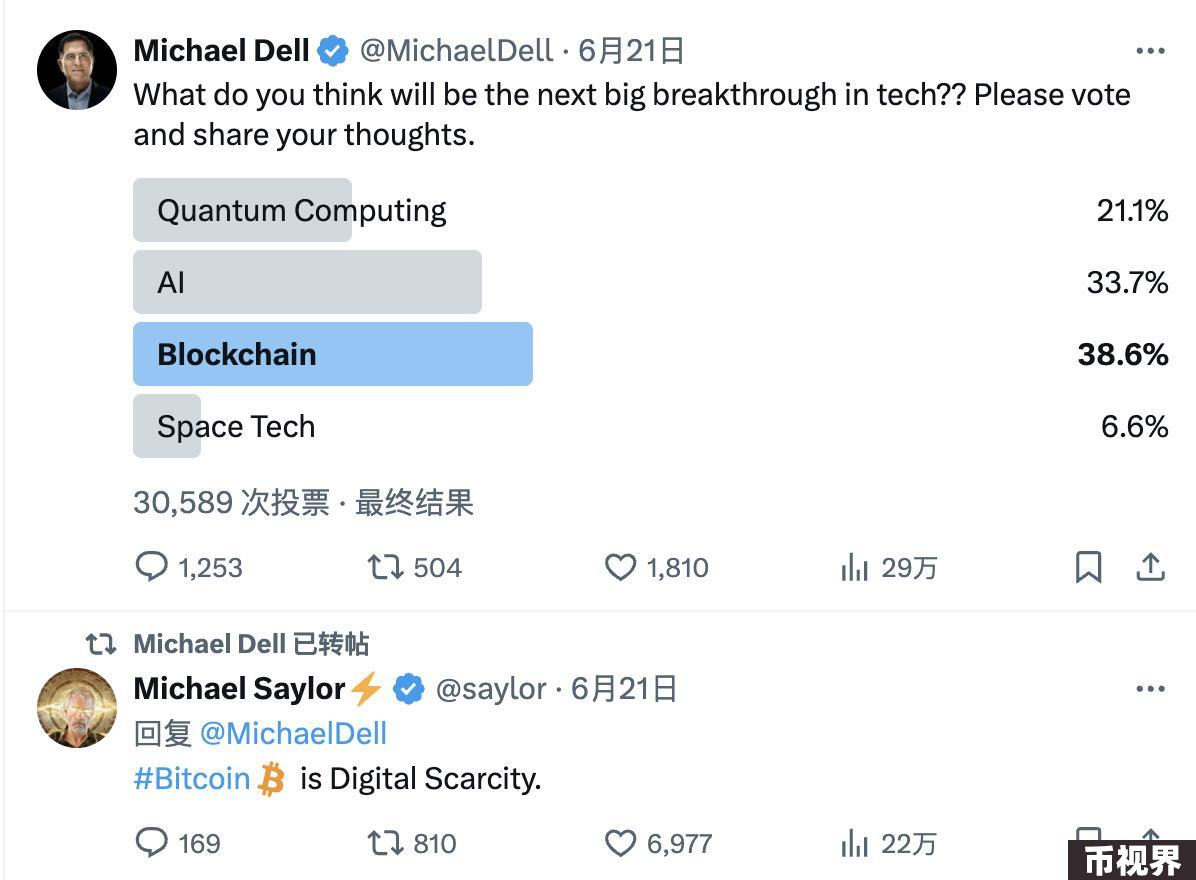 Michael Dell @MichaelDell · 6月21日
What do you think will be the next big breakthrough in tech?? Please vote
and share your thoughts.
Quantum Computing 21.1%
AI 33.7%
Blockchain 38.6%
Space Tech 6.6%
30,589 次投票 · 最终结果
1,253 504 1,810 29万
Michael Dell 已转帖
Michael Saylor⚡ @saylor · 6月21日
回复 @MichaelDell
#Bitcoin is Digital Scarcity.
169 810 6,977 22万
币视界